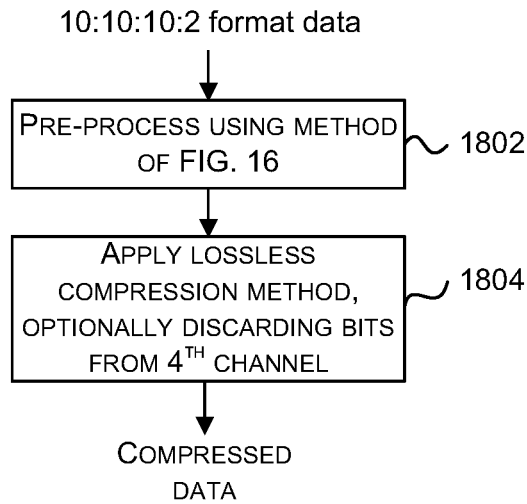 10:10:10:2 format data
PRE-PROCESS USING METHOD
OF FIG. 16
1802
APPLY LOSSLESS
COMPRESSION METHOD,
OPTIONALLY DISCARDING BITS
FROM 4TH CHANNEL
1804
COMPRESSED
DATA